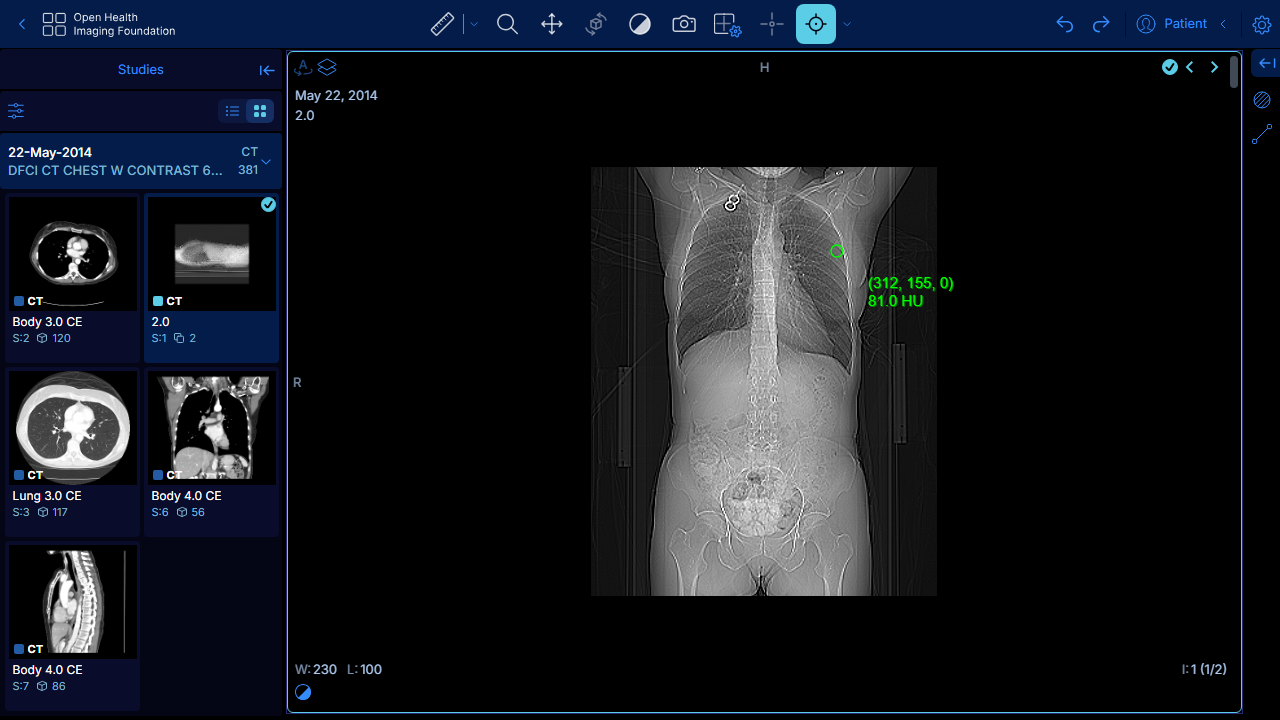 Open Health
Imaging Foundation
Patient
Studies
22-May-2014
CT
DFCI CT CHEST W CONTRAST 6...
381
CT
Body 3.0 CE
S:2 120
CT
2.0
S:1 2
CT
Lung 3.0 CE
S:3 117
CT
Body 4.0 CE
S:6 56
CT
Body 4.0 CE
S:7 86
A
H
May 22, 2014
2.0
R
(312, 155, 0)
81.0 HU
W: 230 L: 100
I: 1 (1/2)